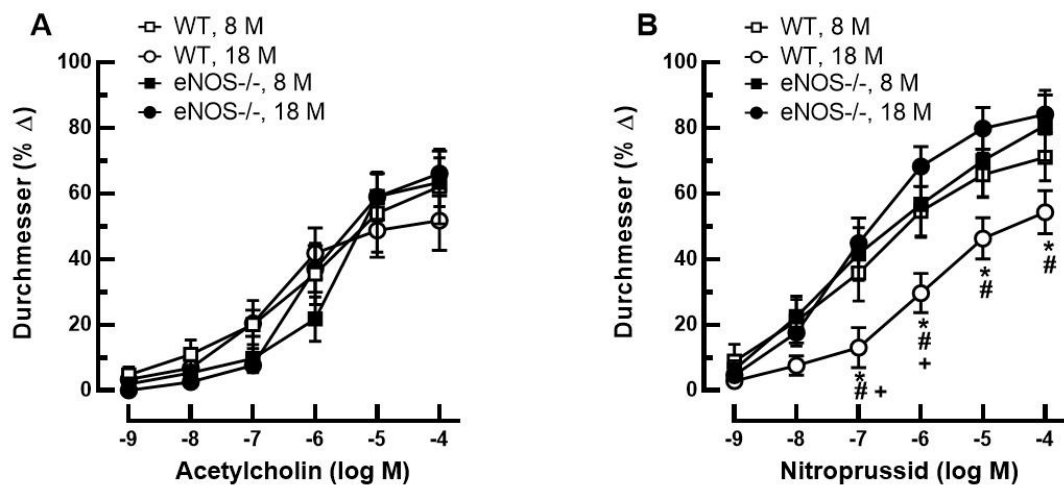 A
WT, 8 M
WT, 18 M
eNOS-/-, 8 M
eNOS-/-, 18 M
100
80
60
40
20
0
Durchmesser (% Δ)
-9 -8 -7 -6 -5 -4
Acetylcholin (log M)
B
WT, 8 M
WT, 18 M
eNOS-/-, 8 M
eNOS-/-, 18 M
100
80
60
40
20
0
Durchmesser (% Δ)
*
# +
*
#
+
*
#
*
#
-9 -8 -7 -6 -5 -4
Nitroprussid (log M)